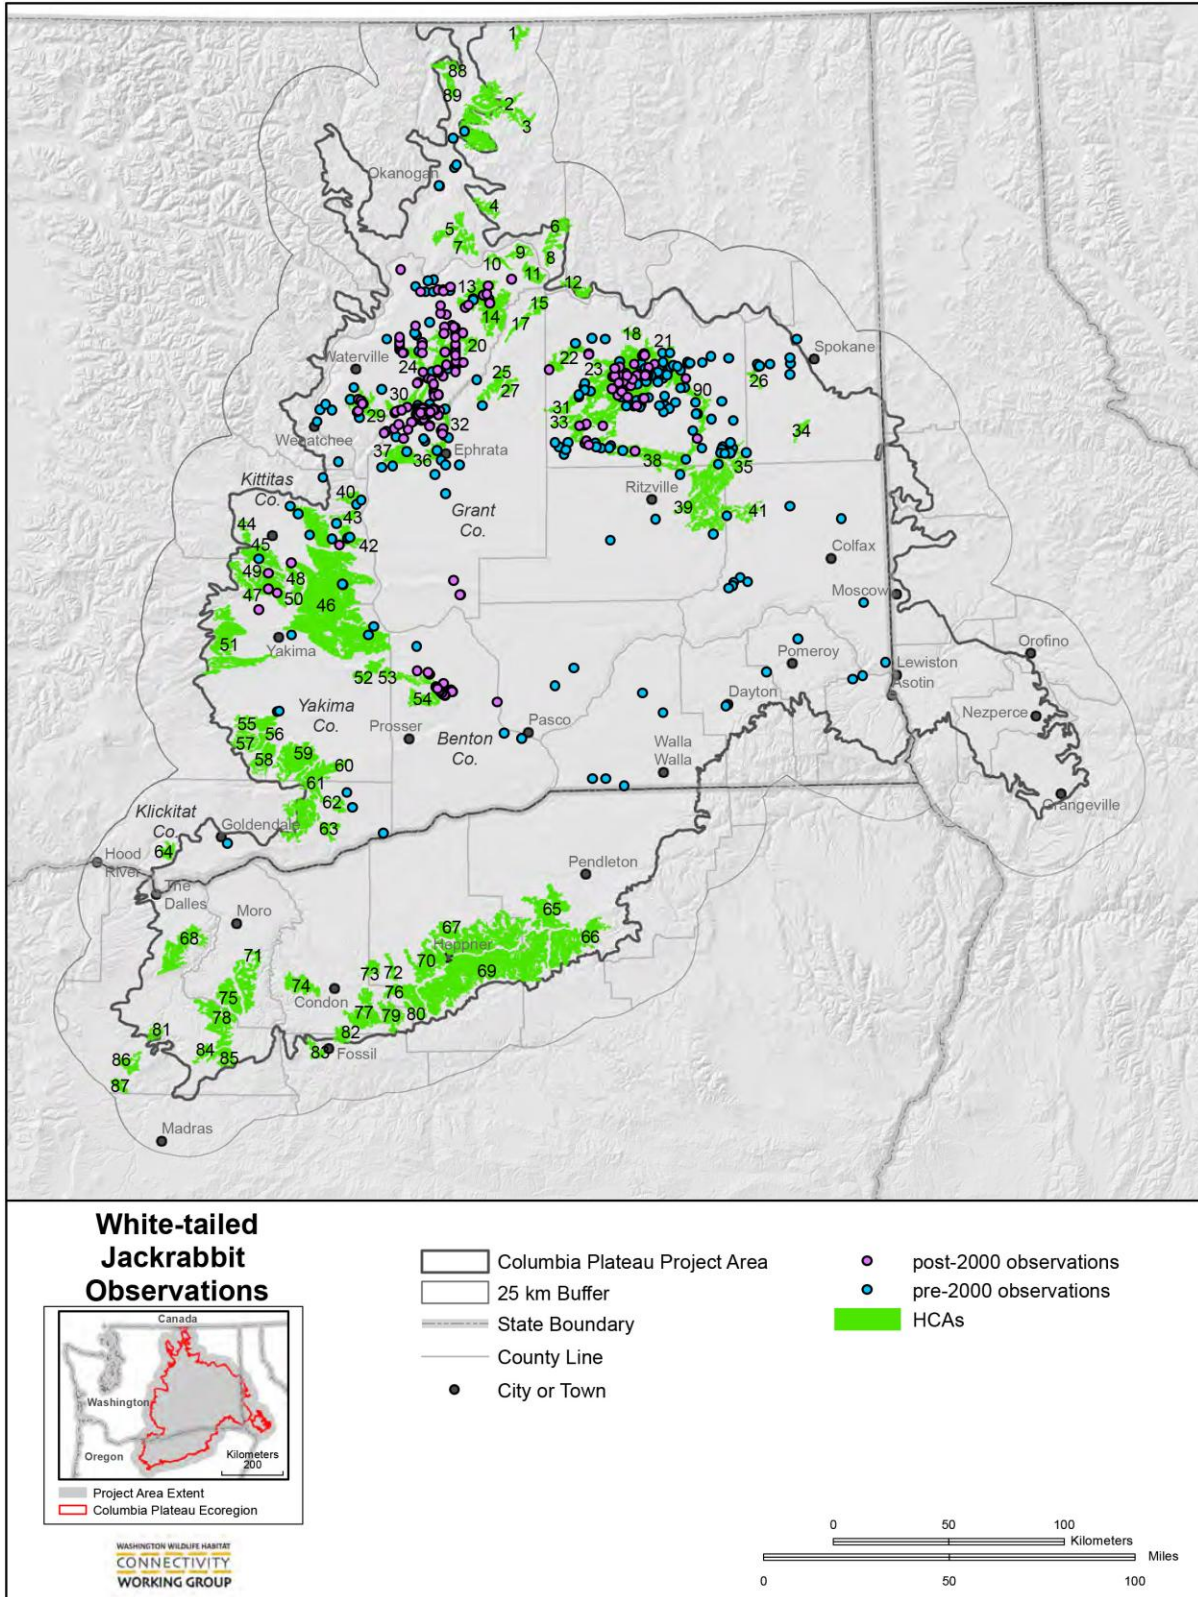 1
88
89
2
3
Okanogan
4
5
6
7
9
8
10
11
12
13
15
14
17
18
21
Spokane
20
22
23
Waterville
24
25
26
27
90
30
31
29
33
34
32
Wenatchee
37
36
Ephrata
38
35
Kittitas
Co.
Ritzville
40
39
41
Grant
Co.
43
44
42
45
Colfax
49
48
Moscow
47
50
46
51
Yakima
Pomeroy
Orofino
Lewiston
Asotin
52
53
54
Dayton
Nezperce
Yakima
Co.
55
56
Prosser
Pasco
57
Benton
Co.
Walla
Walla
58
59
60
61
Grangeville
62
Klickitat
Co.
Goldendale
63
64
Hood
River
Pendleton
The
Dalles
65
Moro
67
68
66
Heppner
71
70
73
72
69
74
75
76
Condon
78
77
79
80
81
82
84
83
Fossil
86
85
87
Madras
White-tailed
Jackrabbit
Observations
Canada
Washington
Oregon
Kilometers
200
Project Area Extent
Columbia Plateau Ecoregion
WASHINGTON WILDLIFE HABITAT
CONNECTIVITY
WORKING GROUP
Columbia Plateau Project Area
25 km Buffer
State Boundary
County Line
City or Town
post-2000 observations
pre-2000 observations
HCAs
0 50 100
Kilometers
Miles
0 50 100